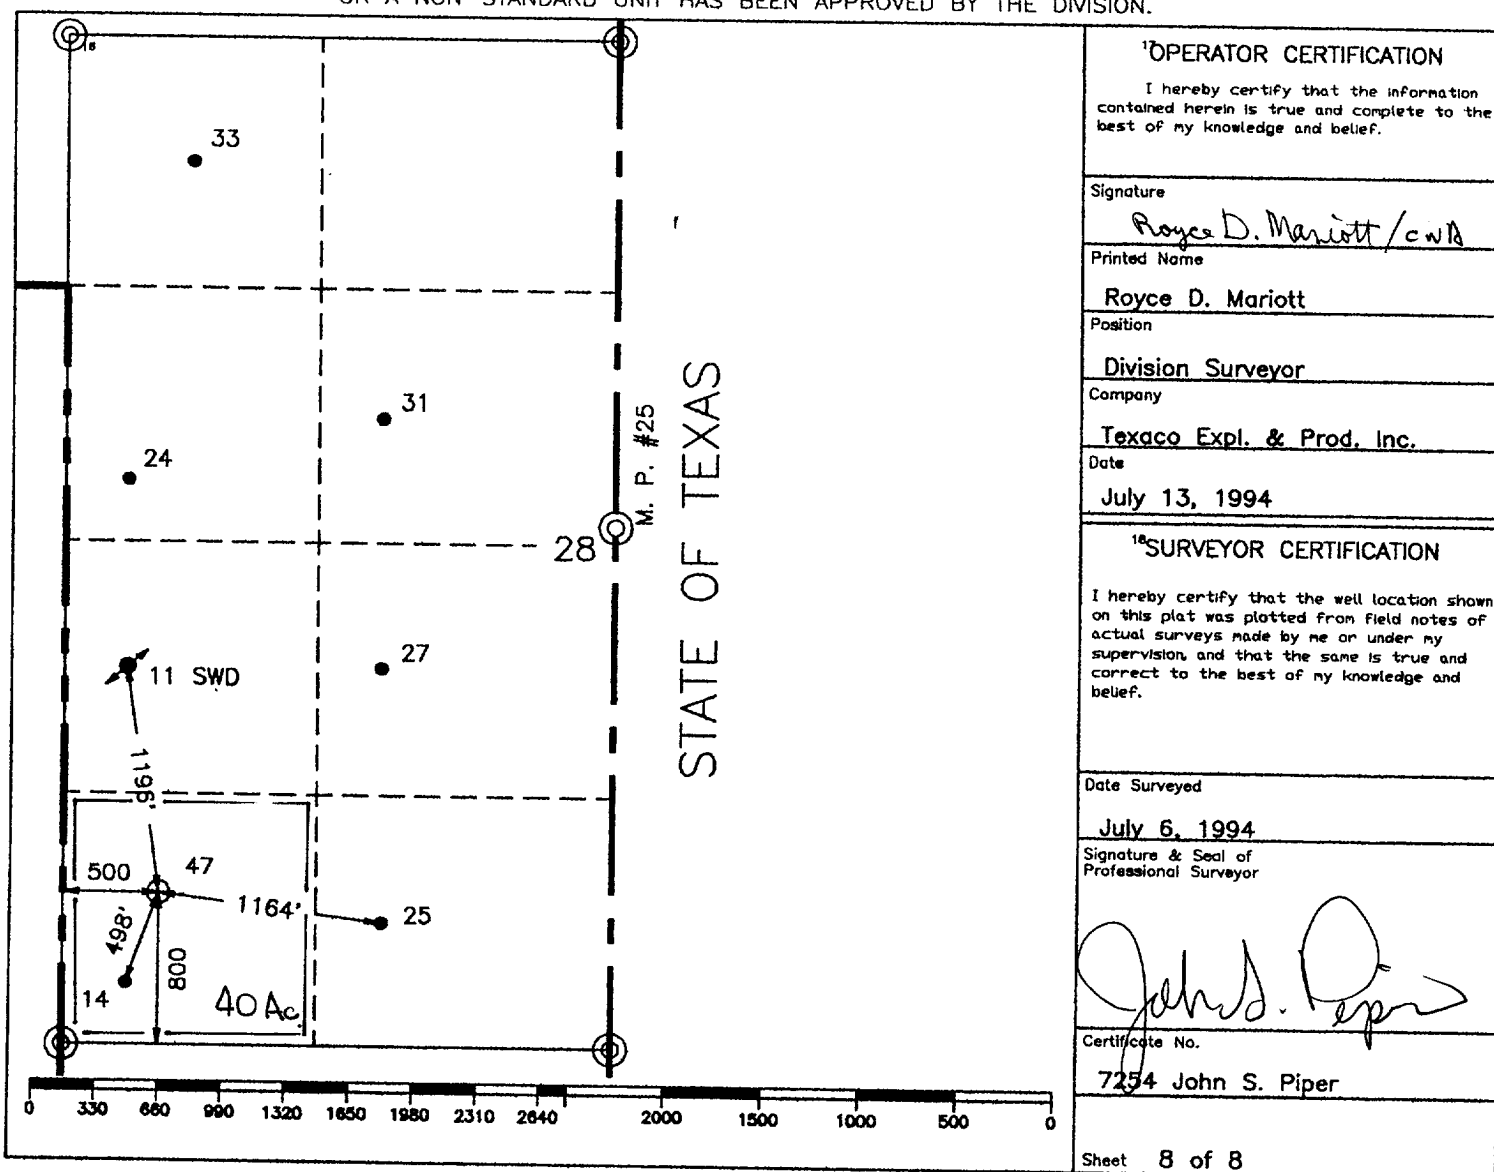 OR A NON STANDARD UNIT HAS BEEN APPROVED BY THE DIVISION.
16
33
31
24
M. P. #25
STATE OF TEXAS
28
11 SWD
27
1196'
500
47
1164'
25
498'
800
14
40 Ac.
0 330 660 990 1320 1650 1980 2310 2640 2000 1500 1000 500 0
17 OPERATOR CERTIFICATION
I hereby certify that the information
contained herein is true and complete to the
best of my knowledge and belief.
Signature
Royce D. Mariott / CWA
Printed Name
Royce D. Mariott
Position
Division Surveyor
Company
Texaco Expl. & Prod. Inc.
Date
July 13, 1994
18 SURVEYOR CERTIFICATION
I hereby certify that the well location shown
on this plat was plotted from field notes of
actual surveys made by me or under my
supervision, and that the same is true and
correct to the best of my knowledge and
belief.
Date Surveyed
July 6, 1994
Signature & Seal of
Professional Surveyor
John S. Piper
Certificate No.
7254 John S. Piper
Sheet 8 of 8